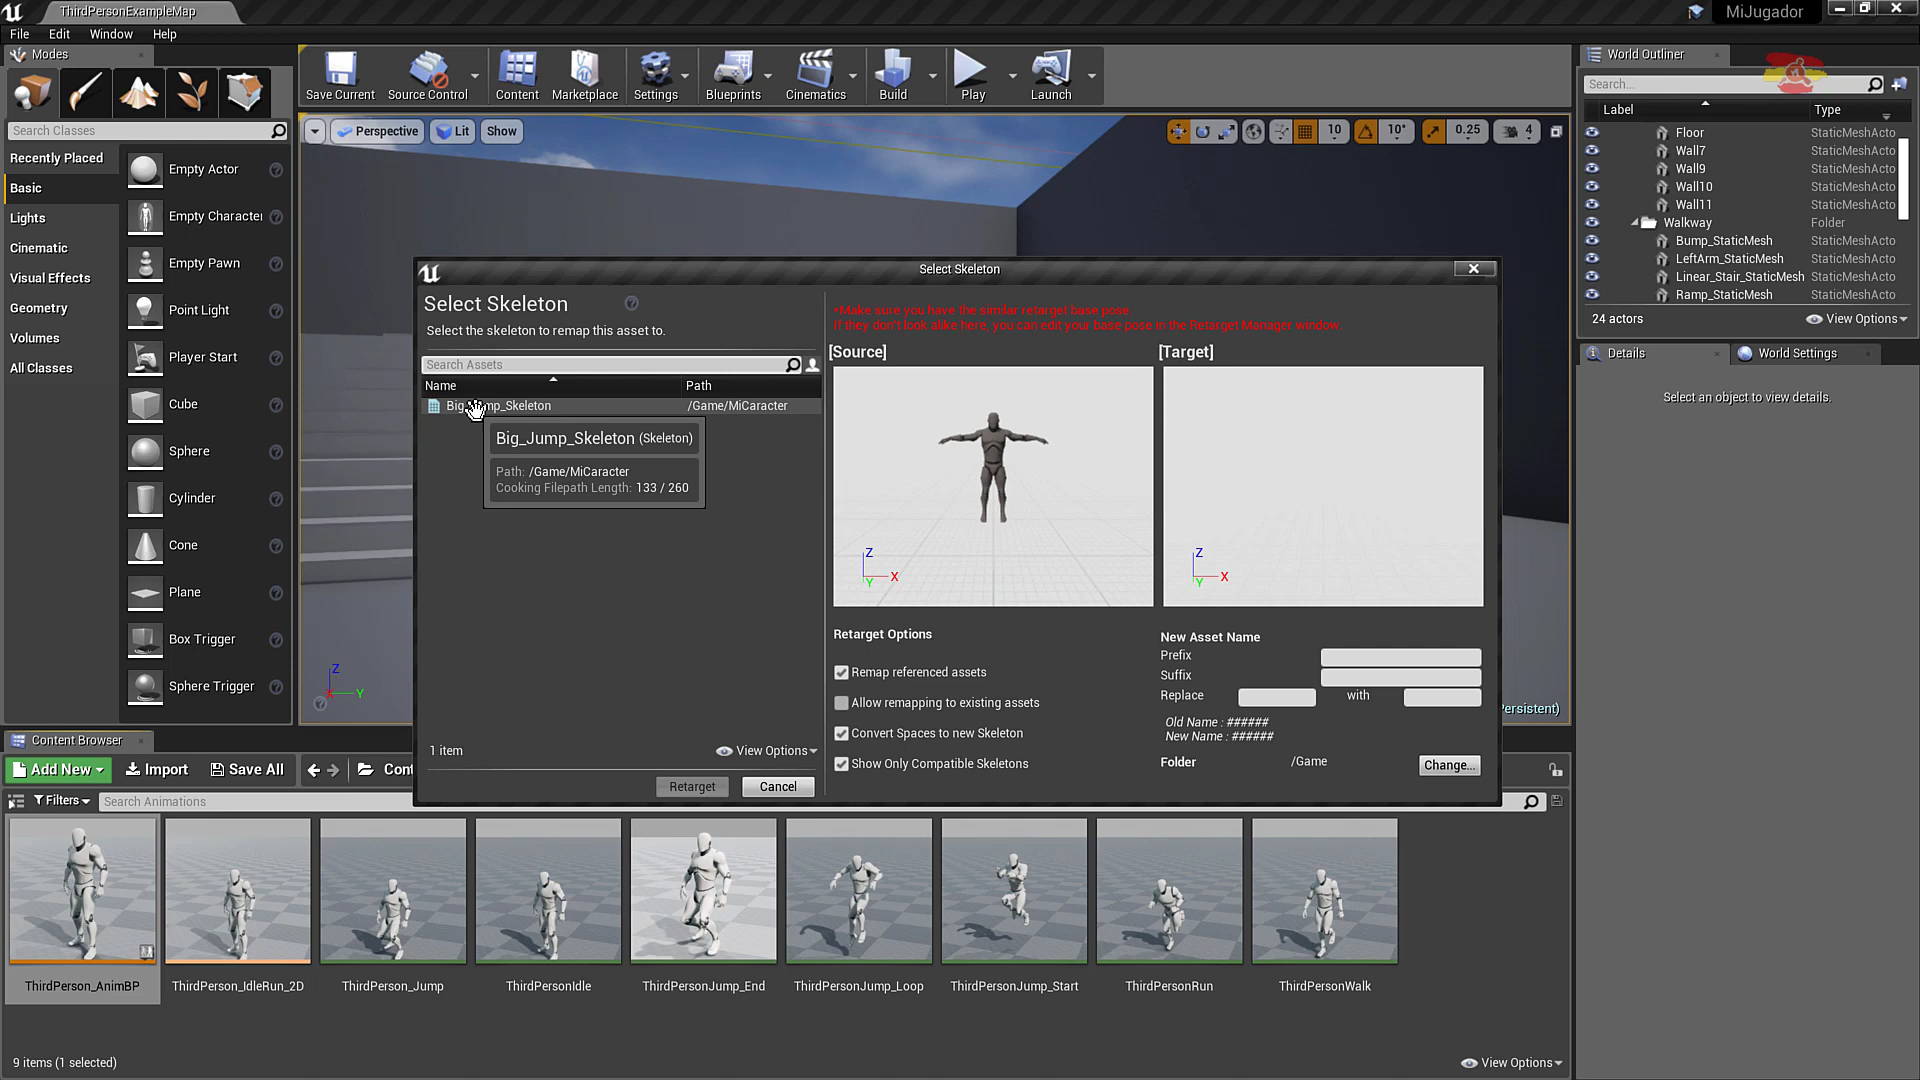 ThirdPersonExampleMap
MiJugador
File Edit Window Help
Modes
Search Classes
Recently Placed
Basic
Lights
Cinematic
Visual Effects
Geometry
Volumes
All Classes
Empty Actor
Empty Character
Empty Pawn
Point Light
Player Start
Cube
Sphere
Cylinder
Cone
Plane
Box Trigger
Sphere Trigger
Save Current
Source Control
Content
Marketplace
Settings
Blueprints
Cinematics
Build
Play
Launch
Perspective
Lit
Show
10
10°
0.25
4
World Outliner
Search...
Label Type
Floor StaticMeshActo
Wall7 StaticMeshActo
Wall9 StaticMeshActo
Wall10 StaticMeshActo
Wall11 StaticMeshActo
Walkway Folder
Bump_StaticMesh StaticMeshActo
LeftArm_StaticMesh StaticMeshActo
Linear_Stair_StaticMesh StaticMeshActo
Ramp_StaticMesh StaticMeshActo
24 actors
View Options
Details
World Settings
Select an object to view details.
Select Skeleton
Select Skeleton
Select the skeleton to remap this asset to.
Search Assets
Name Path
Big_Jump_Skeleton /Game/MiCaracter
Big_Jump_Skeleton (Skeleton)
Path: /Game/MiCaracter
Cooking Filepath Length: 133 / 260
1 item
View Options
Retarget
Cancel
*Make sure you have the similar retarget base pose.
If they don't look alike here, you can edit your base pose in the Retarget Manager window.
[Source]
[Target]
Z
X
Y
Z
X
Y
Retarget Options
Remap referenced assets
Allow remapping to existing assets
Convert Spaces to new Skeleton
Show Only Compatible Skeletons
New Asset Name
Prefix
Suffix
Replace with
Old Name : ######
New Name : ######
Folder /Game
Change...
Z
X
Y
Persistent)
Content Browser
Add New
Import
Save All
Cont
Filters
Search Animations
ThirdPerson_AnimBP
ThirdPerson_IdleRun_2D
ThirdPerson_Jump
ThirdPersonIdle
ThirdPersonJump_End
ThirdPersonJump_Loop
ThirdPersonJump_Start
ThirdPersonRun
ThirdPersonWalk
9 items (1 selected)
View Options